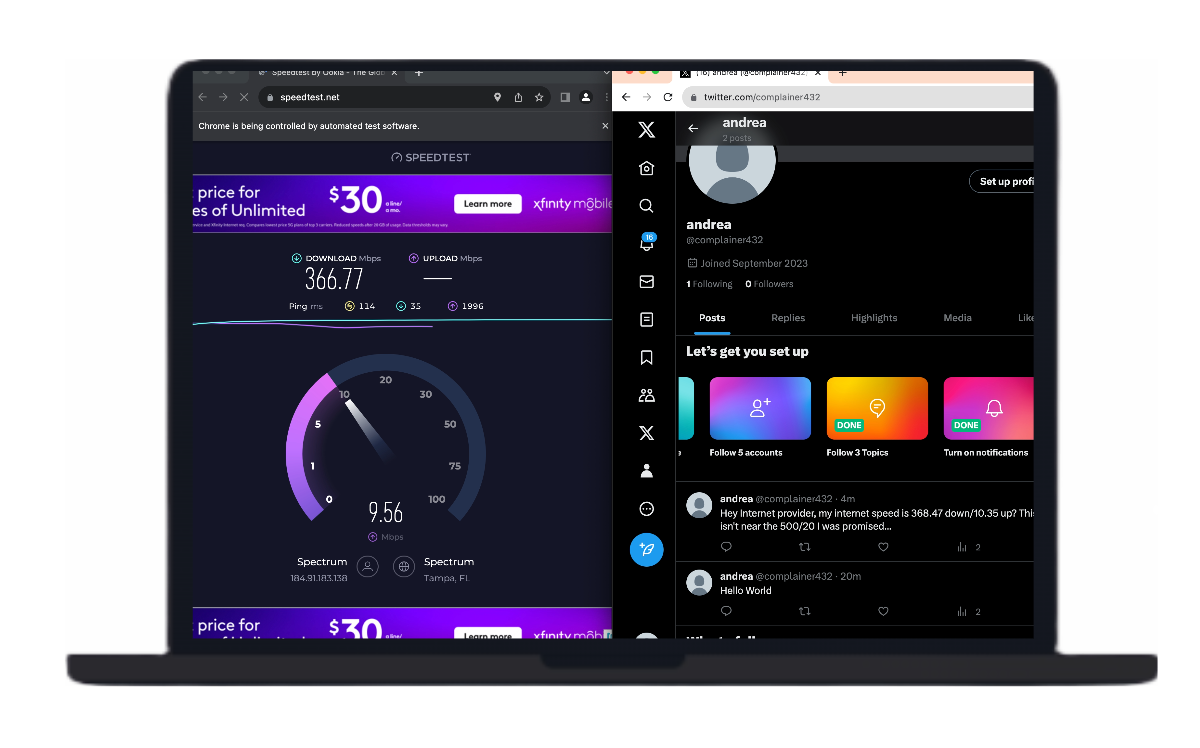 Speedtest by Ookla - The Glob
speedtest.net
Chrome is being controlled by automated test software.
SPEEDTEST
price for
es of Unlimited
$30
a line/
a mo.
Learn more
xfinity mobile
DOWNLOAD Mbps
366.77
UPLOAD Mbps
Ping ms
114
35
1996
0
1
5
10
20
30
50
75
100
9.56
Mbps
Spectrum
184.91.183.138
Spectrum
Tampa, FL
price for
$30
a line/
Learn more
xfinity mob
(16) andrea (@complainer432)
twitter.com/complainer432
andrea
2 posts
16
Set up profi
andrea
@complainer432
Joined September 2023
1 Following 0 Followers
Posts Replies Highlights Media Like
Let's get you set up
DONE
DONE
Follow 5 accounts
Follow 3 Topics
Turn on notifications
andrea @complainer432 · 4m
Hey Internet provider, my internet speed is 368.47 down/10.35 up? This
isn't near the 500/20 I was promised...
2
andrea @complainer432 · 20m
Hello World
2